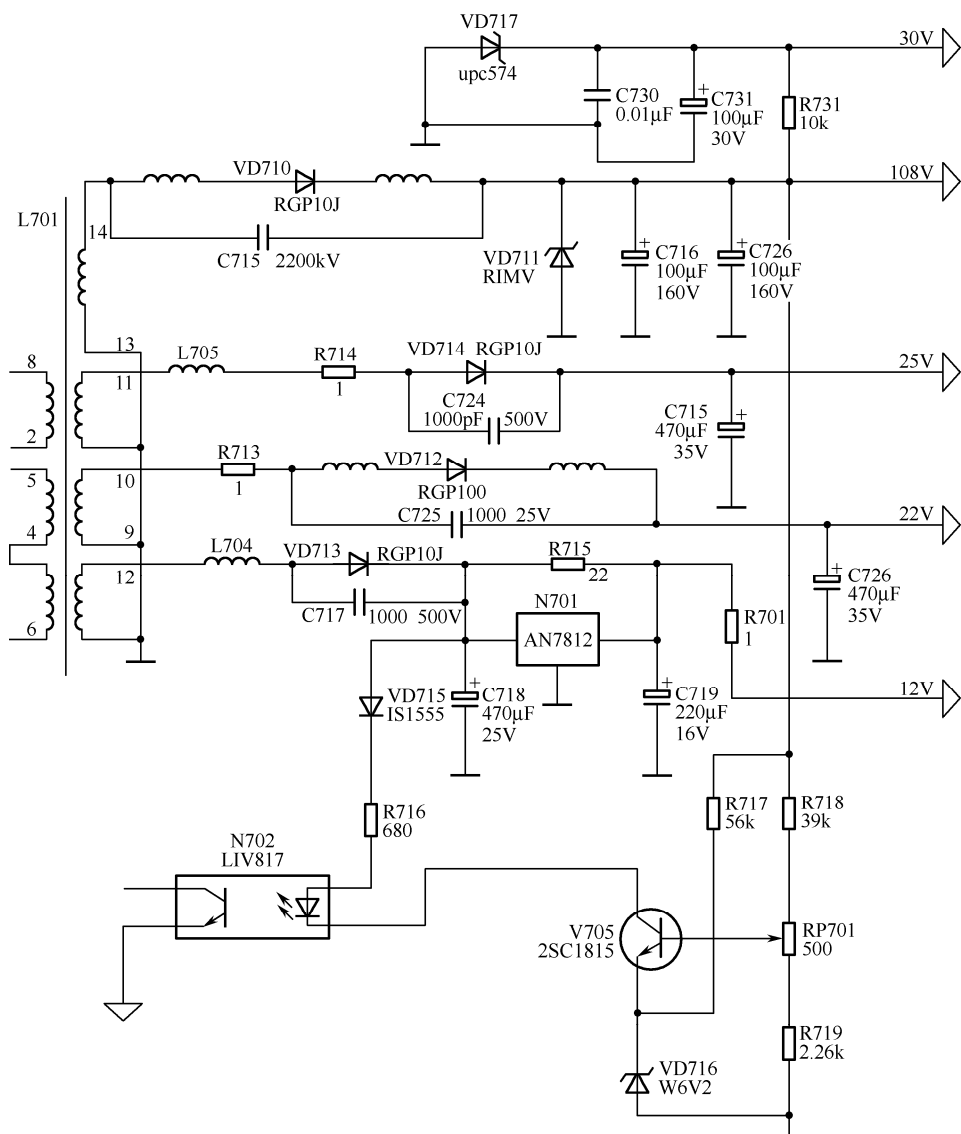 VD717
30V
upc574
C730
0.01μF
C731
100μF
30V
R731
10k
VD710
RGP10J
108V
L701
14
C715 2200kV
VD711
RIMV
C716
100μF
160V
C726
100μF
160V
13
L705
R714
1
VD714 RGP10J
25V
8
11
C724
1000pF 500V
C715
470μF
35V
2
R713
1
VD712
RGP100
5
10
C725 1000 25V
22V
4
9
L704
VD713 RGP10J
R715
22
12
C717 1000 500V
N701
AN7812
C726
470μF
35V
R701
1
6
12V
VD715
IS1555
C718
470μF
25V
C719
220μF
16V
R716
680
R717
56k
R718
39k
N702
LIV817
V705
2SC1815
RP701
500
R719
2.26k
VD716
W6V2